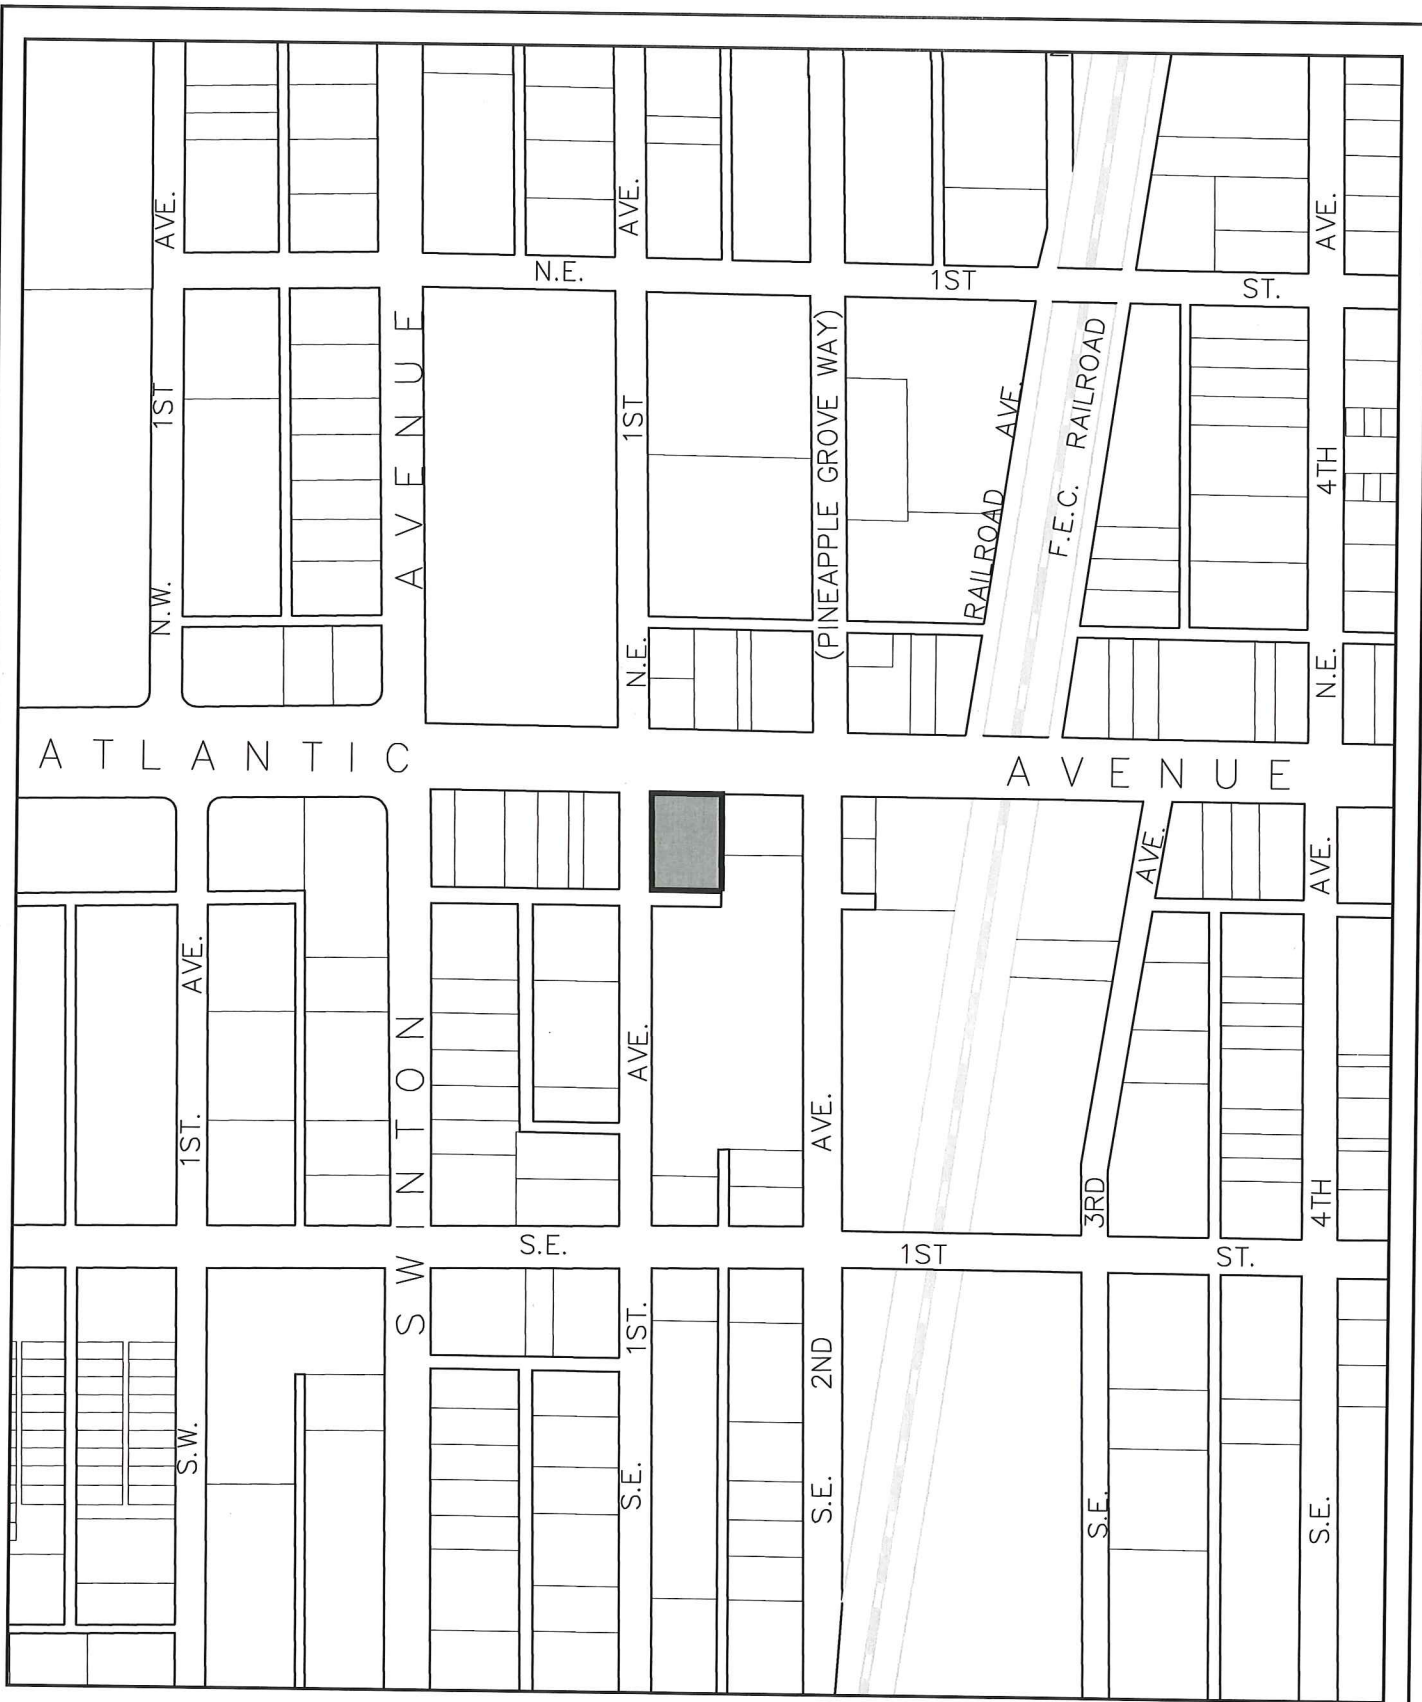 AVE.
AVE.
AVE.
N.E.
1ST
ST.
1ST
N.W.
AVENUE
1ST
N.E.
(PINEAPPLE GROVE WAY)
RAILROAD AVE.
F.E.C. RAILROAD
4TH
N.E.
ATLANTIC
AVENUE
AVE.
AVE.
AVE.
1ST.
SWINTON
AVE.
AVE.
3RD
4TH
S.E.
1ST
ST.
S.W.
1ST.
S.E.
2ND
S.E.
S.E.
S.E.